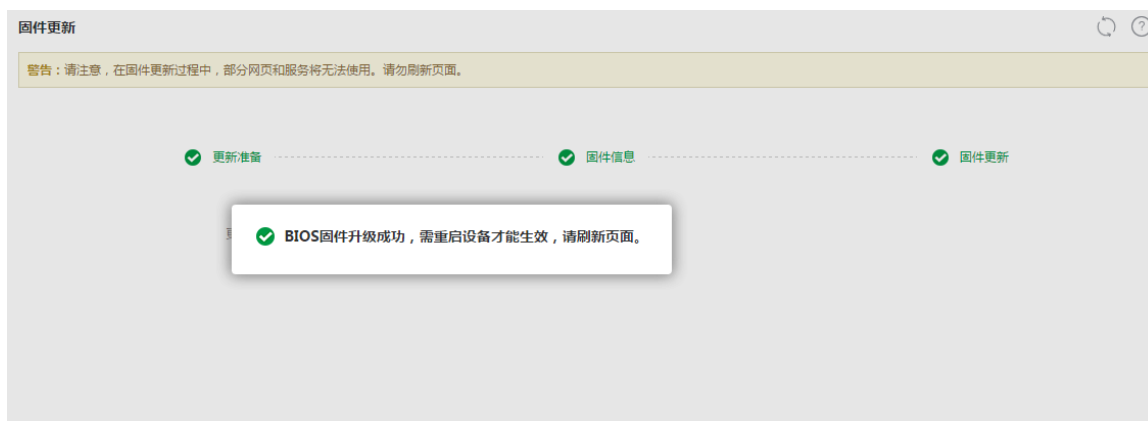 固件更新
警告：请注意，在固件更新过程中，部分网页和服务将无法使用。请勿刷新页面。
更新准备
固件信息
固件更新
BIOS固件升级成功，需重启设备才能生效，请刷新页面。